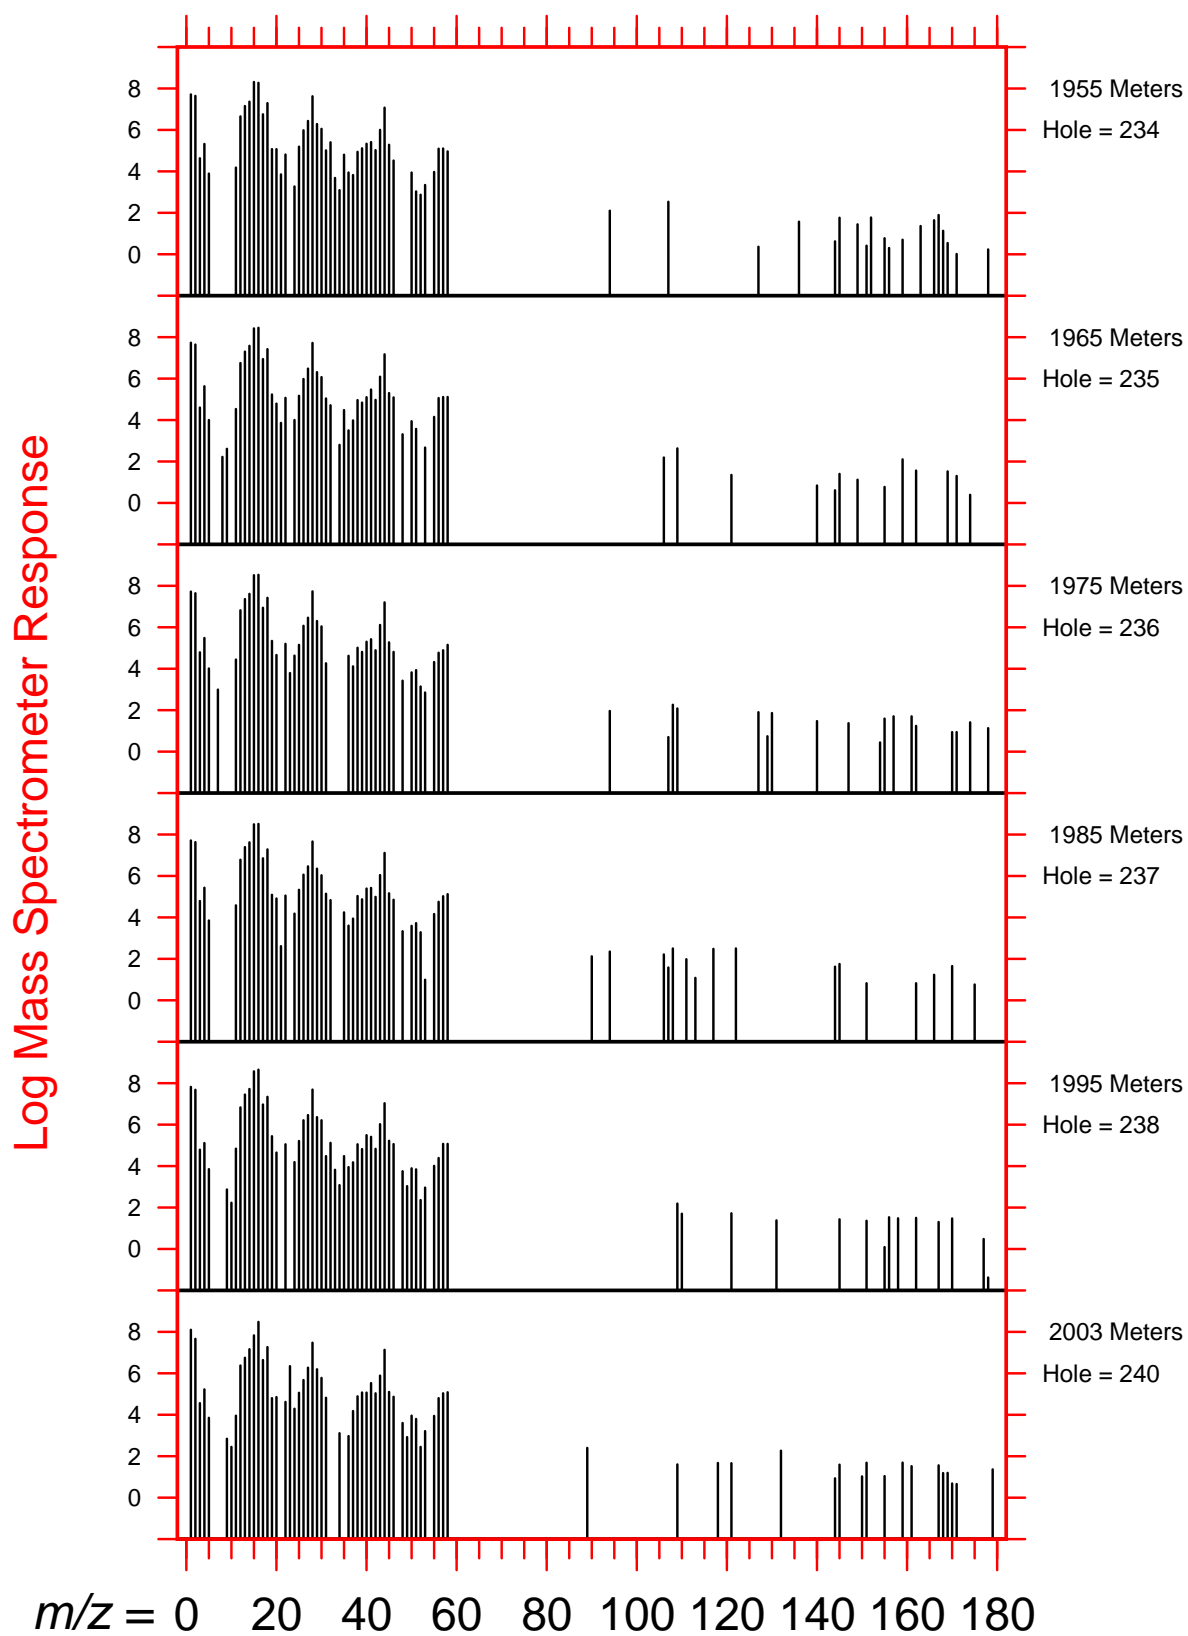 Log Mass Spectrometer Response
8
6
4
2
0
1955 Meters
Hole = 234
8
6
4
2
0
1965 Meters
Hole = 235
8
6
4
2
0
1975 Meters
Hole = 236
8
6
4
2
0
1985 Meters
Hole = 237
8
6
4
2
0
1995 Meters
Hole = 238
8
6
4
2
0
2003 Meters
Hole = 240
m/z = 0 20 40 60 80 100 120 140 160 180